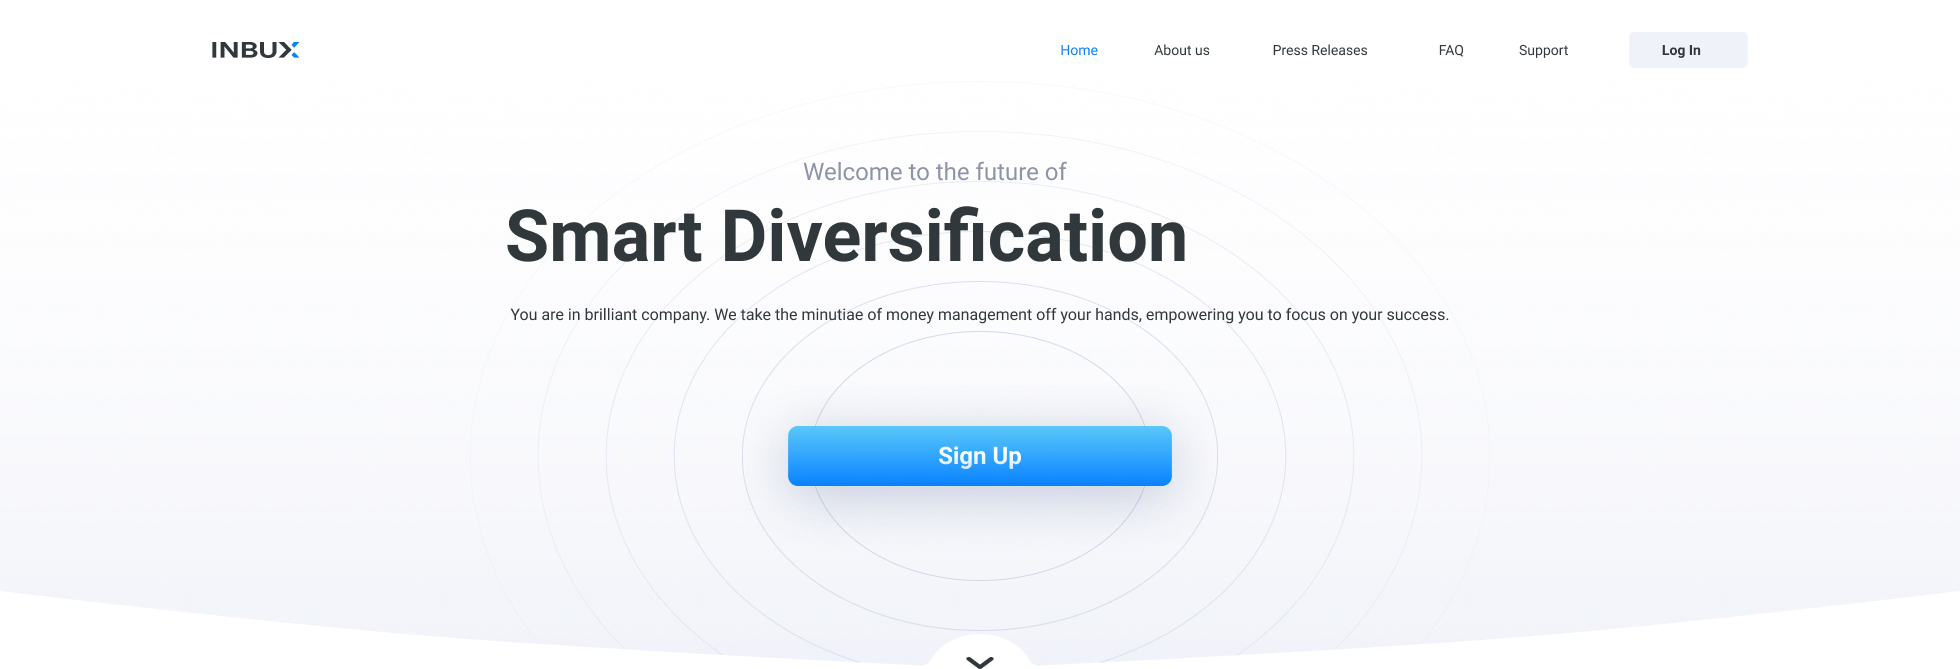 INBUX
Home About us Press Releases FAQ Support Log In
Welcome to the future of
Smart Diversification
You are in brilliant company. We take the minutiae of money management off your hands, empowering you to focus on your success.
Sign Up